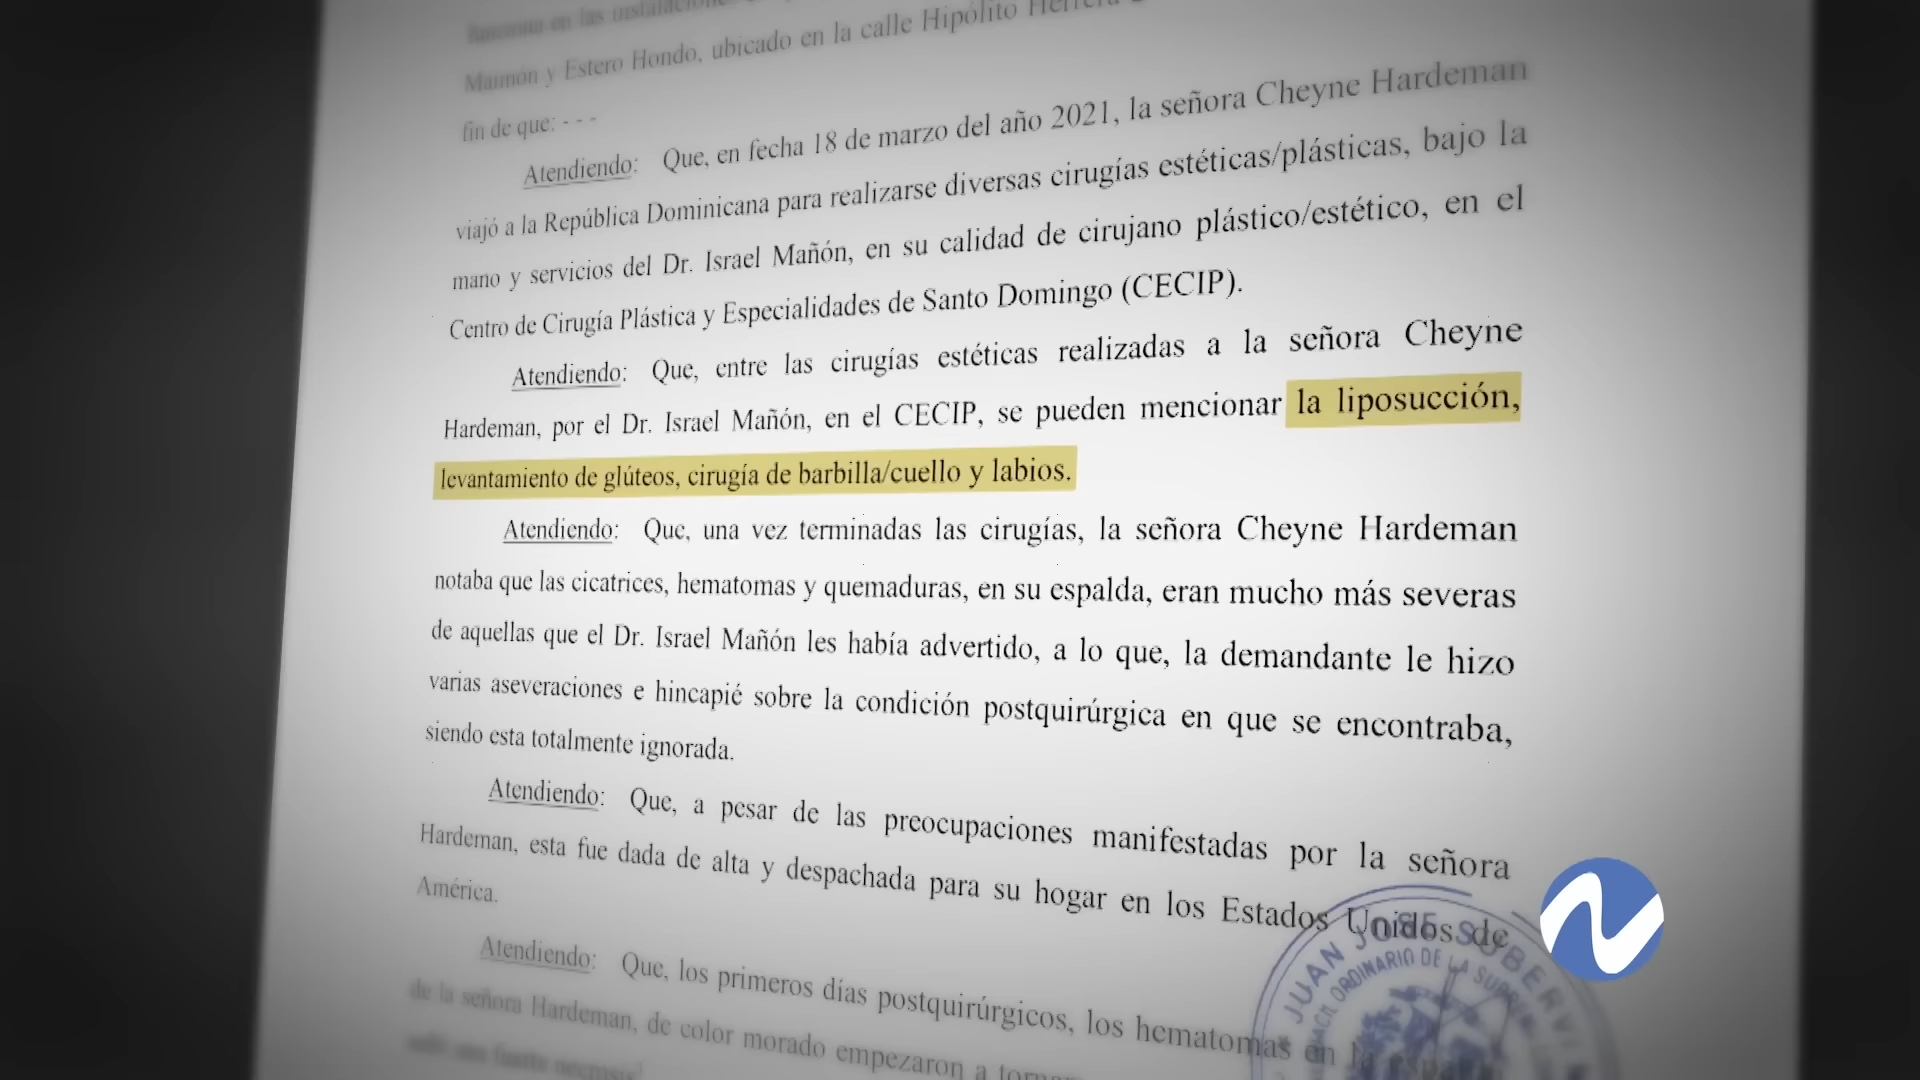 fin de que: - - -
Maimón y Estero Hondo, ubicado en la calle Hipólito Herrera
Atendiendo: Que, en fecha 18 de marzo del año 2021, la señora Cheyne Hardeman
viajó a la República Dominicana para realizarse diversas cirugías estéticas/plásticas, bajo la
mano y servicios del Dr. Israel Mañón, en su calidad de cirujano plástico/estético, en el
Centro de Cirugía Plástica y Especialidades de Santo Domingo (CECIP).
Atendiendo: Que, entre las cirugías estéticas realizadas a la señora Cheyne
Hardeman, por el Dr. Israel Mañón, en el CECIP, se pueden mencionar la liposucción,
levantamiento de glúteos, cirugía de barbilla/cuello y labios.
Atendiendo: Que, una vez terminadas las cirugías, la señora Cheyne Hardeman
notaba que las cicatrices, hematomas y quemaduras, en su espalda, eran mucho más severas
de aquellas que el Dr. Israel Mañón les había advertido, a lo que, la demandante le hizo
varias aseveraciones e hincapié sobre la condición postquirúrgica en que se encontraba,
siendo esta totalmente ignorada.
Atendiendo: Que, a pesar de las preocupaciones manifestadas por la señora
Hardeman, esta fue dada de alta y despachada para su hogar en los Estados Unidos de
América.
Atendiendo: Que, los primeros días postquirúrgicos, los hematomas en la espalda
de la señora Hardeman, de color morado empezaron a
JUAN JOSE SOBERVI
ORDINARIO DE LA